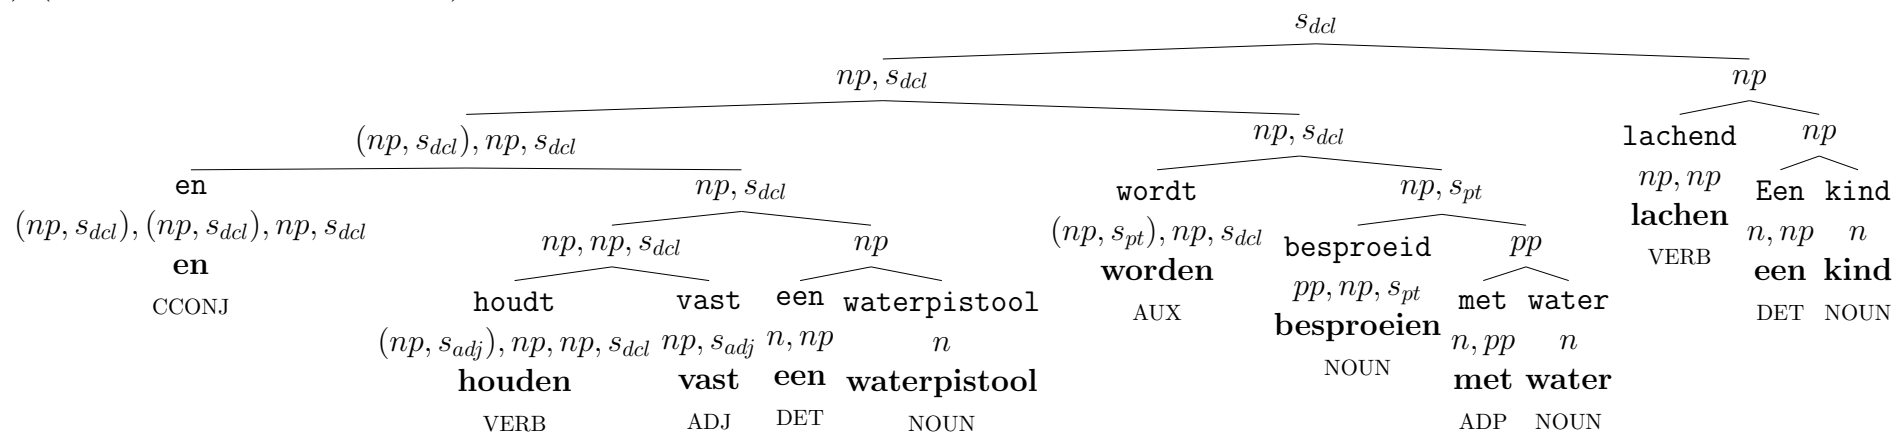 s_dcl
np, s_dcl np
(np, s_dcl), np, s_dcl np, s_dcl lachend np
en np, s_dcl wordt np, s_pt np, np Een kind
(np, s_dcl), (np, s_dcl), np, s_dcl np, np, s_dcl np (np, s_pt), np, s_dcl besproeid pp lachen n, np n
en houdt vast een waterpistool worden pp, np, s_pt met water VERB een kind
CCONJ (np, s_adj), np, np, s_dcl np, s_adj n, np n AUX besproeien n, pp n DET NOUN
houden vast een waterpistool NOUN met water
VERB ADJ DET NOUN ADP NOUN